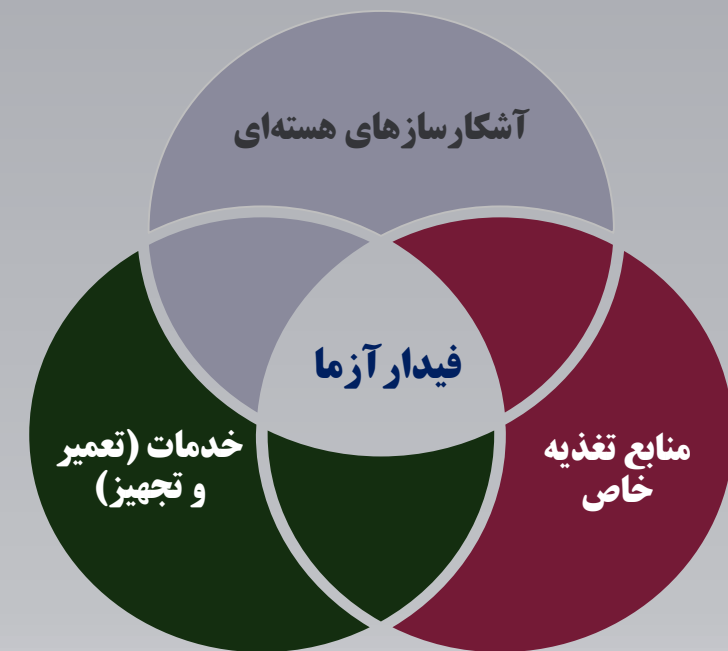 آشکارسازهای هسته‌ای
فیدار آزما
منابع تغذیه
خاص
خدمات (تعمیر
و تجهیز)